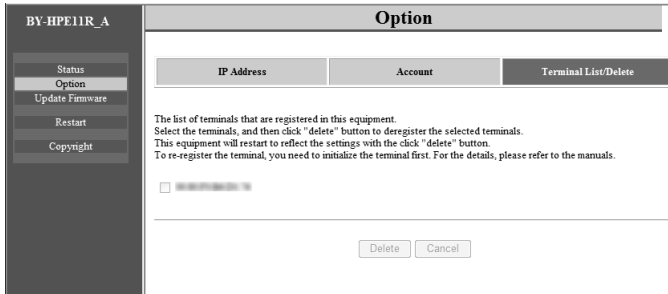 BY-HPE11R_A
Option
Status
Option
Update Firmware
Restart
Copyright
IP Address
Account
Terminal List/Delete
The list of terminals that are registered in this equipment.
Select the terminals, and then click "delete" button to deregister the selected terminals.
This equipment will restart to reflect the settings with the click "delete" button.
To re-register the terminal, you need to initialize the terminal first. For the details, please refer to the manuals.
Delete
Cancel